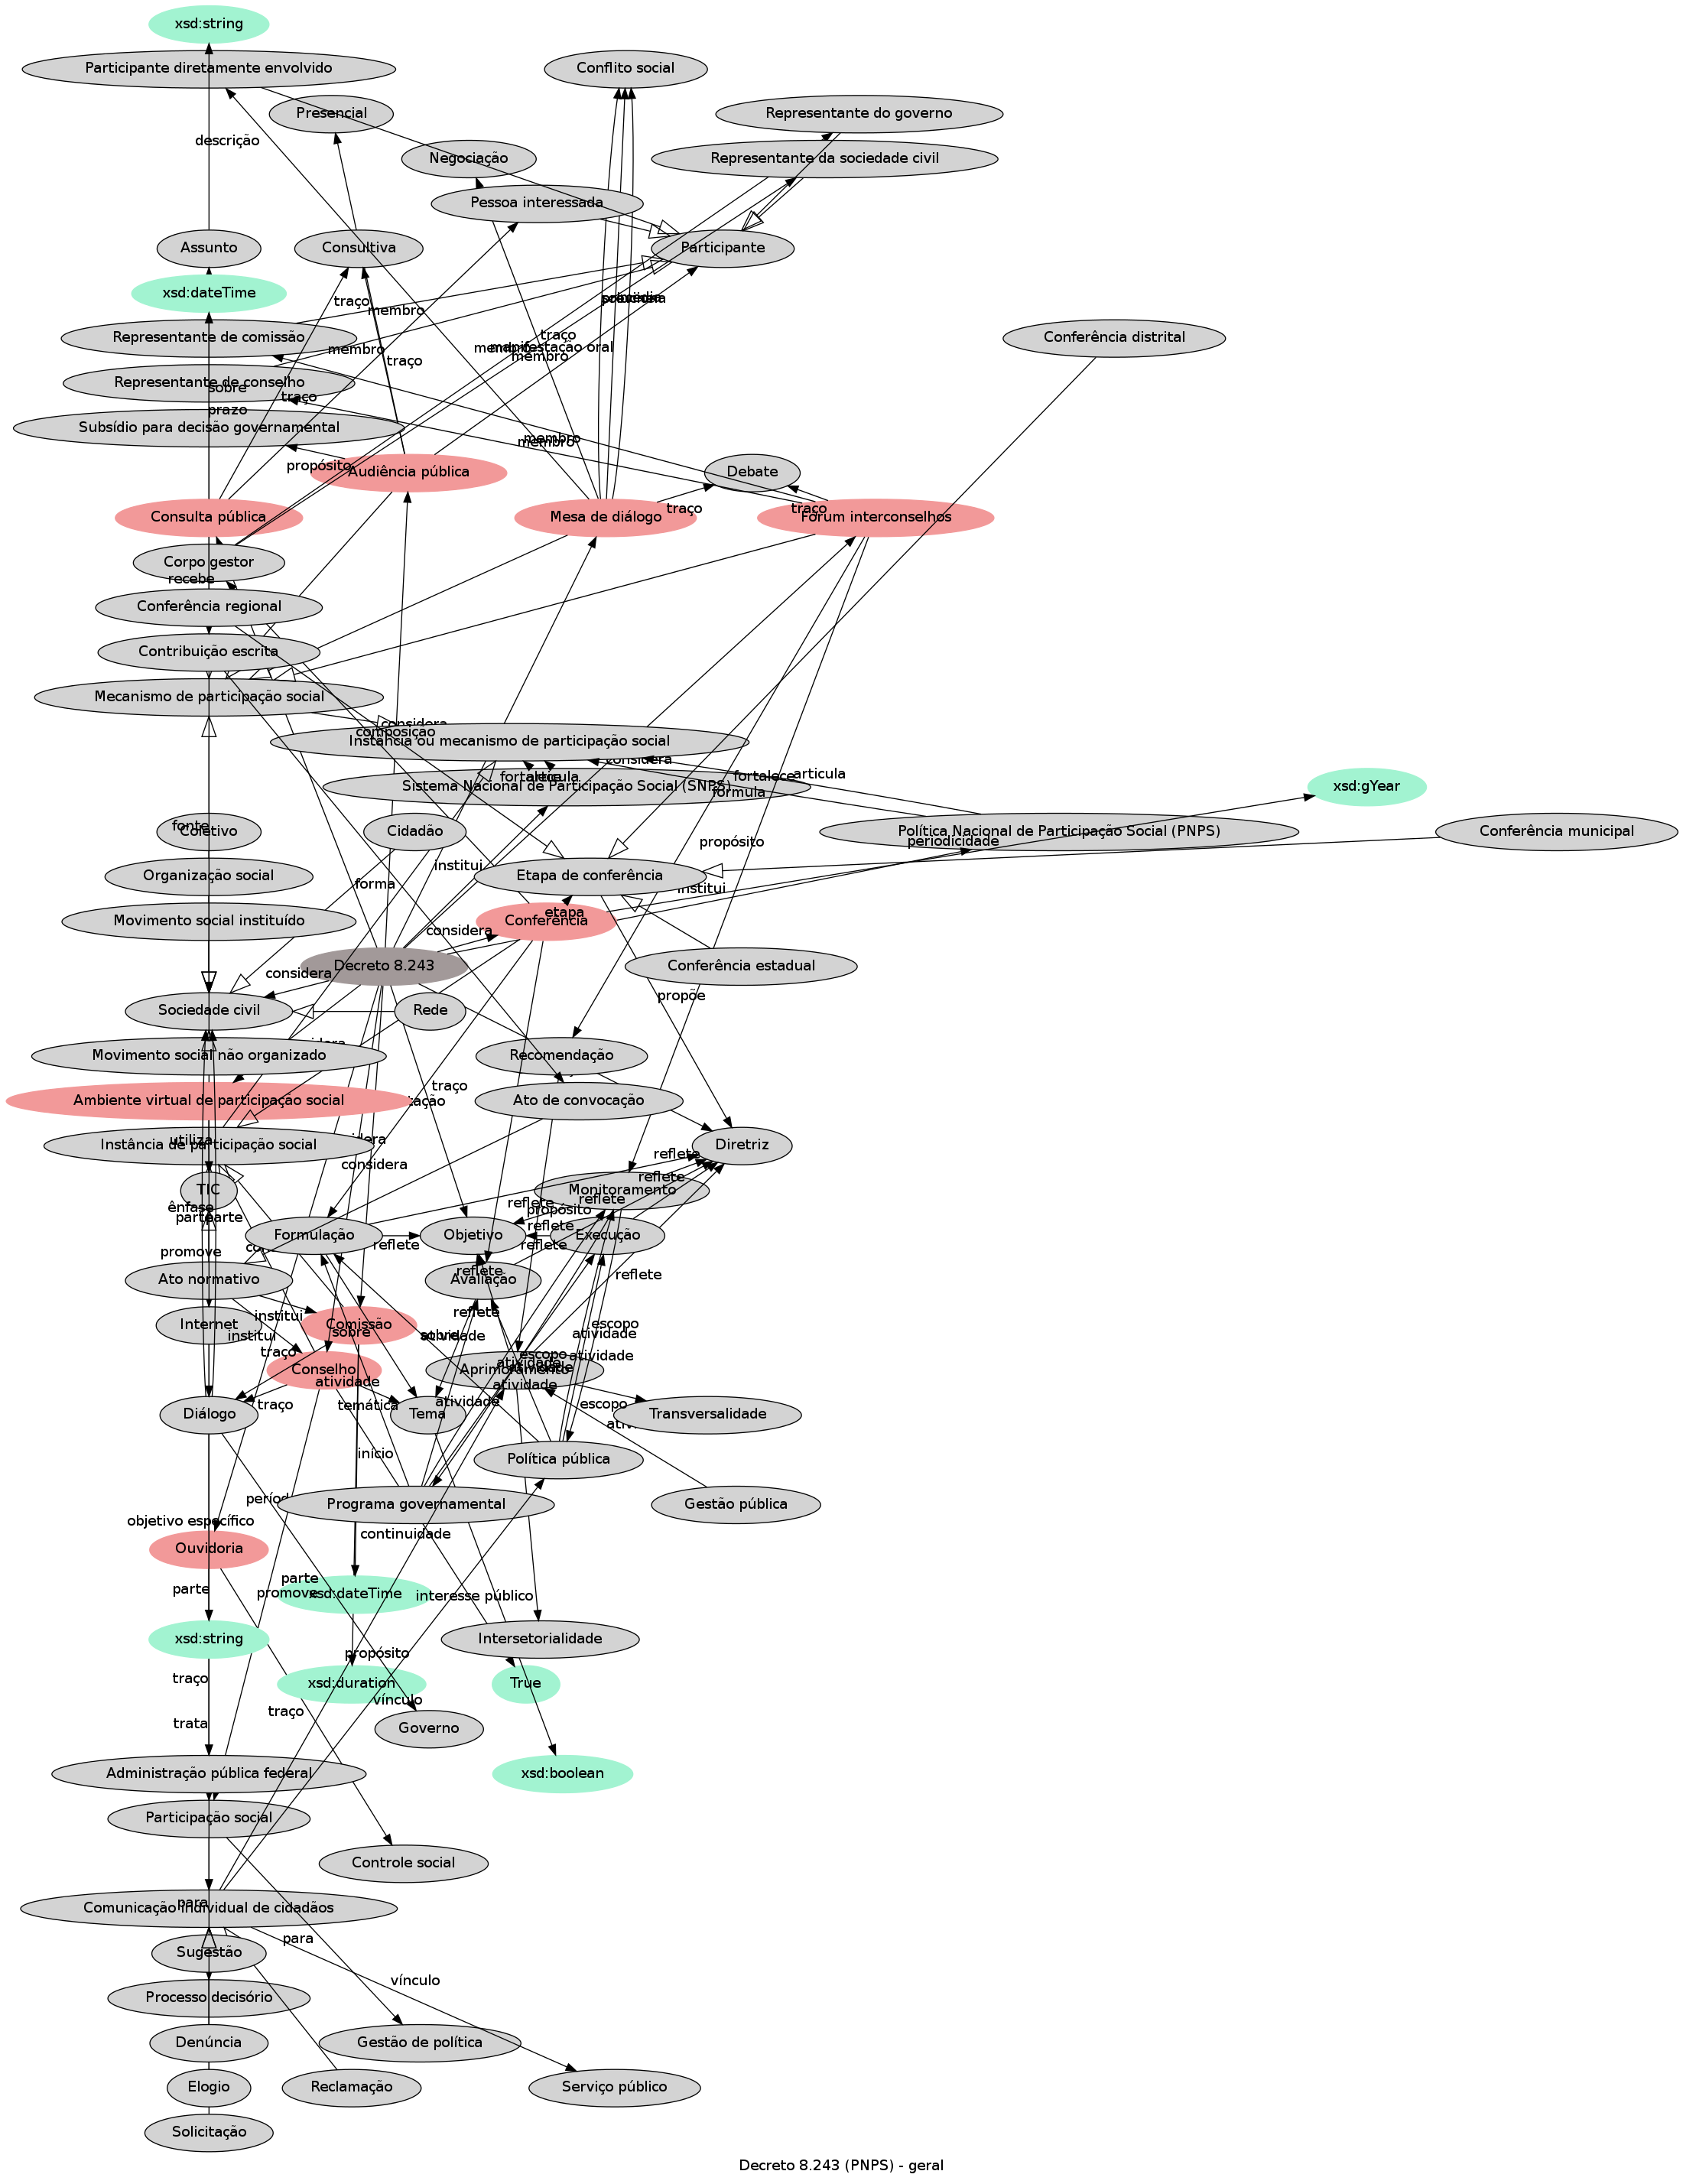 xsd:string
Participante diretamente envolvido
Conflito social
Presencial
Representante do governo
descrição
Negociação
Representante da sociedade civil
Pessoa interessada
Assunto
Consultiva
Participante
xsd:dateTime
traço
membro
Representante de comissão
membro
traço
membro
traço
manifestação oral
membro
Conferência distrital
Representante de conselho
sobre
traço
prazo
Subsídio para decisão governamental
membro
membro
propósito
Audiência pública
Debate
Consulta pública
Mesa de diálogo
traço
traço
Fórum interconselhos
Corpo gestor
recebe
Conferência regional
Contribuição escrita
Mecanismo de participação social
considera
composição
Instância ou mecanismo de participação social
considera
fortalece
articula
fortalece
articula
Sistema Nacional de Participação Social (SNPS)
formula
xsd:gYear
fonte
Coletivo
Cidadão
Política Nacional de Participação Social (PNPS)
Conferência municipal
propósito
periodicidade
institui
Organização social
forma
Etapa de conferência
institui
Movimento social instituído
etapa
Conferência
considera
considera
Decreto 8.243
Conferência estadual
propõe
Sociedade civil
Rede
Movimento social não organizado
Recomendação
traço
Ambiente virtual de participação social
Ato de convocação
utiliza
Instância de participação social
considera
reflete
Diretriz
TIC
Monitoramento
reflete
reflete
ênfase
parte
parte
reflete
propósito
Formulação
Objetivo
Execução
reflete
promove
reflete
reflete
reflete
Ato normativo
Avaliação
reflete
Internet
institui
Comissão
reflete
escopo
institui
sobre
atividade
atividade
traço
Conselho
escopo
atividade
Aprimoramento
atividade
atividade
atividade
traço
temática
atividade
escopo
Diálogo
Tema
Transversalidade
início
Política pública
Programa governamental
Gestão pública
objetivo específico
continuidade
Ouvidoria
parte
parte
promove
xsd:dateTime
interesse público
xsd:string
Intersetorialidade
propósito
traço
xsd:duration
True
traço
vínculo
trata
Governo
Administração pública federal
xsd:boolean
Participação social
Controle social
para
Comunicação individual de cidadãos
para
Sugestão
vínculo
Processo decisório
Denúncia
Gestão de política
Elogio
Reclamação
Serviço público
Solicitação
Decreto 8.243 (PNPS) - geral